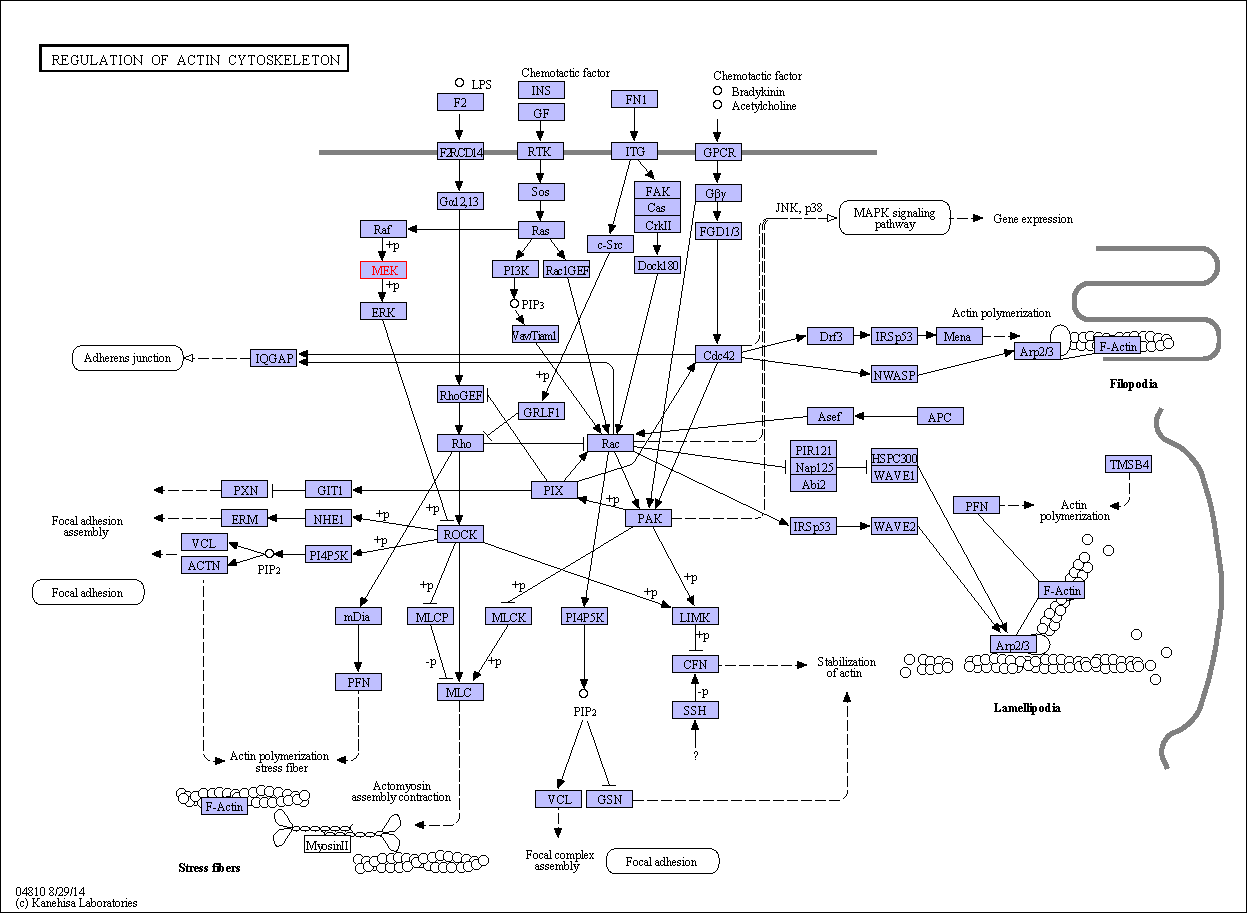 REGULATION OF ACTIN CYTOSKELETON
LPS
F2
Chemotactic factor
INS
GF
FN1
Chemotactic factor
Bradykinin
Acetylcholine
F2R
CD14
RTK
ITG
GPCR
Gα12,13
Sos
FAK
Cas
CrkII
Gβγ
JNK, p38
MAPK signaling
pathway
Gene expression
Raf
+p
Ras
c-Src
FGD1/3
MEK
+p
PI3K
Rac1GEF
Dock180
ERK
PIP3
Vav
Tiam1
Adherens junction
IQGAP
Cdc42
Drf3
IRSp53
Mena
Actin polymerization
Arp2/3
F-Actin
NWASP
Filopodia
+p
RhoGEF
GRLF1
Asef
APC
Rho
Rac
PIR121
Nap125
Abi2
HSPC300
WAVE1
TMSB4
PXN
GIT1
PIX
+p
+p
PAK
PFN
Actin
polymerization
Focal adhesion
assembly
ERM
NHE1
+p
ROCK
IRSp53
WAVE2
VCL
ACTN
PIP2
PI4P5K
+p
Focal adhesion
+p
+p
+p
+p
F-Actin
mDia
MLCP
MLCK
PI4P5K
LIMK
+p
Arp2/3
-p
+p
CFN
Stabilization
of actin
PFN
MLC
-p
SSH
PIP2
?
Lamellipodia
Actin polymerization
stress fiber
Actomyosin
assembly contraction
F-Actin
VCL
GSN
MyosinII
Stress fibers
Focal complex
assembly
Focal adhesion
04810 8/29/14
(c) Kanehisa Laboratories